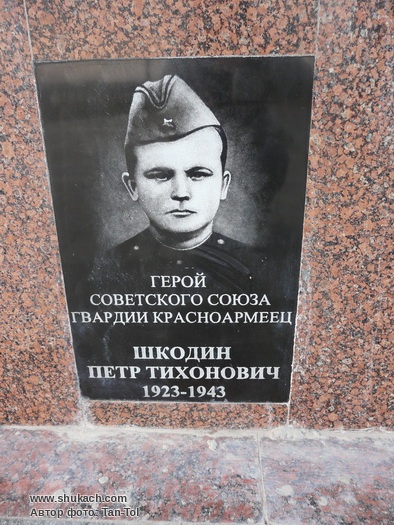 ГЕРОЙ
СОВЕТСКОГО СОЮЗА
ГВАРДИИ КРАСНОАРМЕЕЦ
ШКОДИН
ПЕТР ТИХОНОВИЧ
1923-1943
www.shukach.com
Автор фото: Tan-Tol